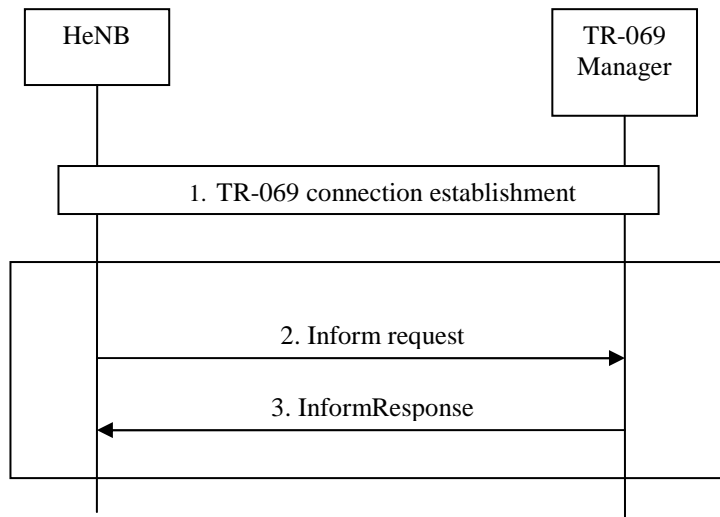 HeNB
TR-069
Manager
1. TR-069 connection establishment
2. Inform request
3. InformResponse